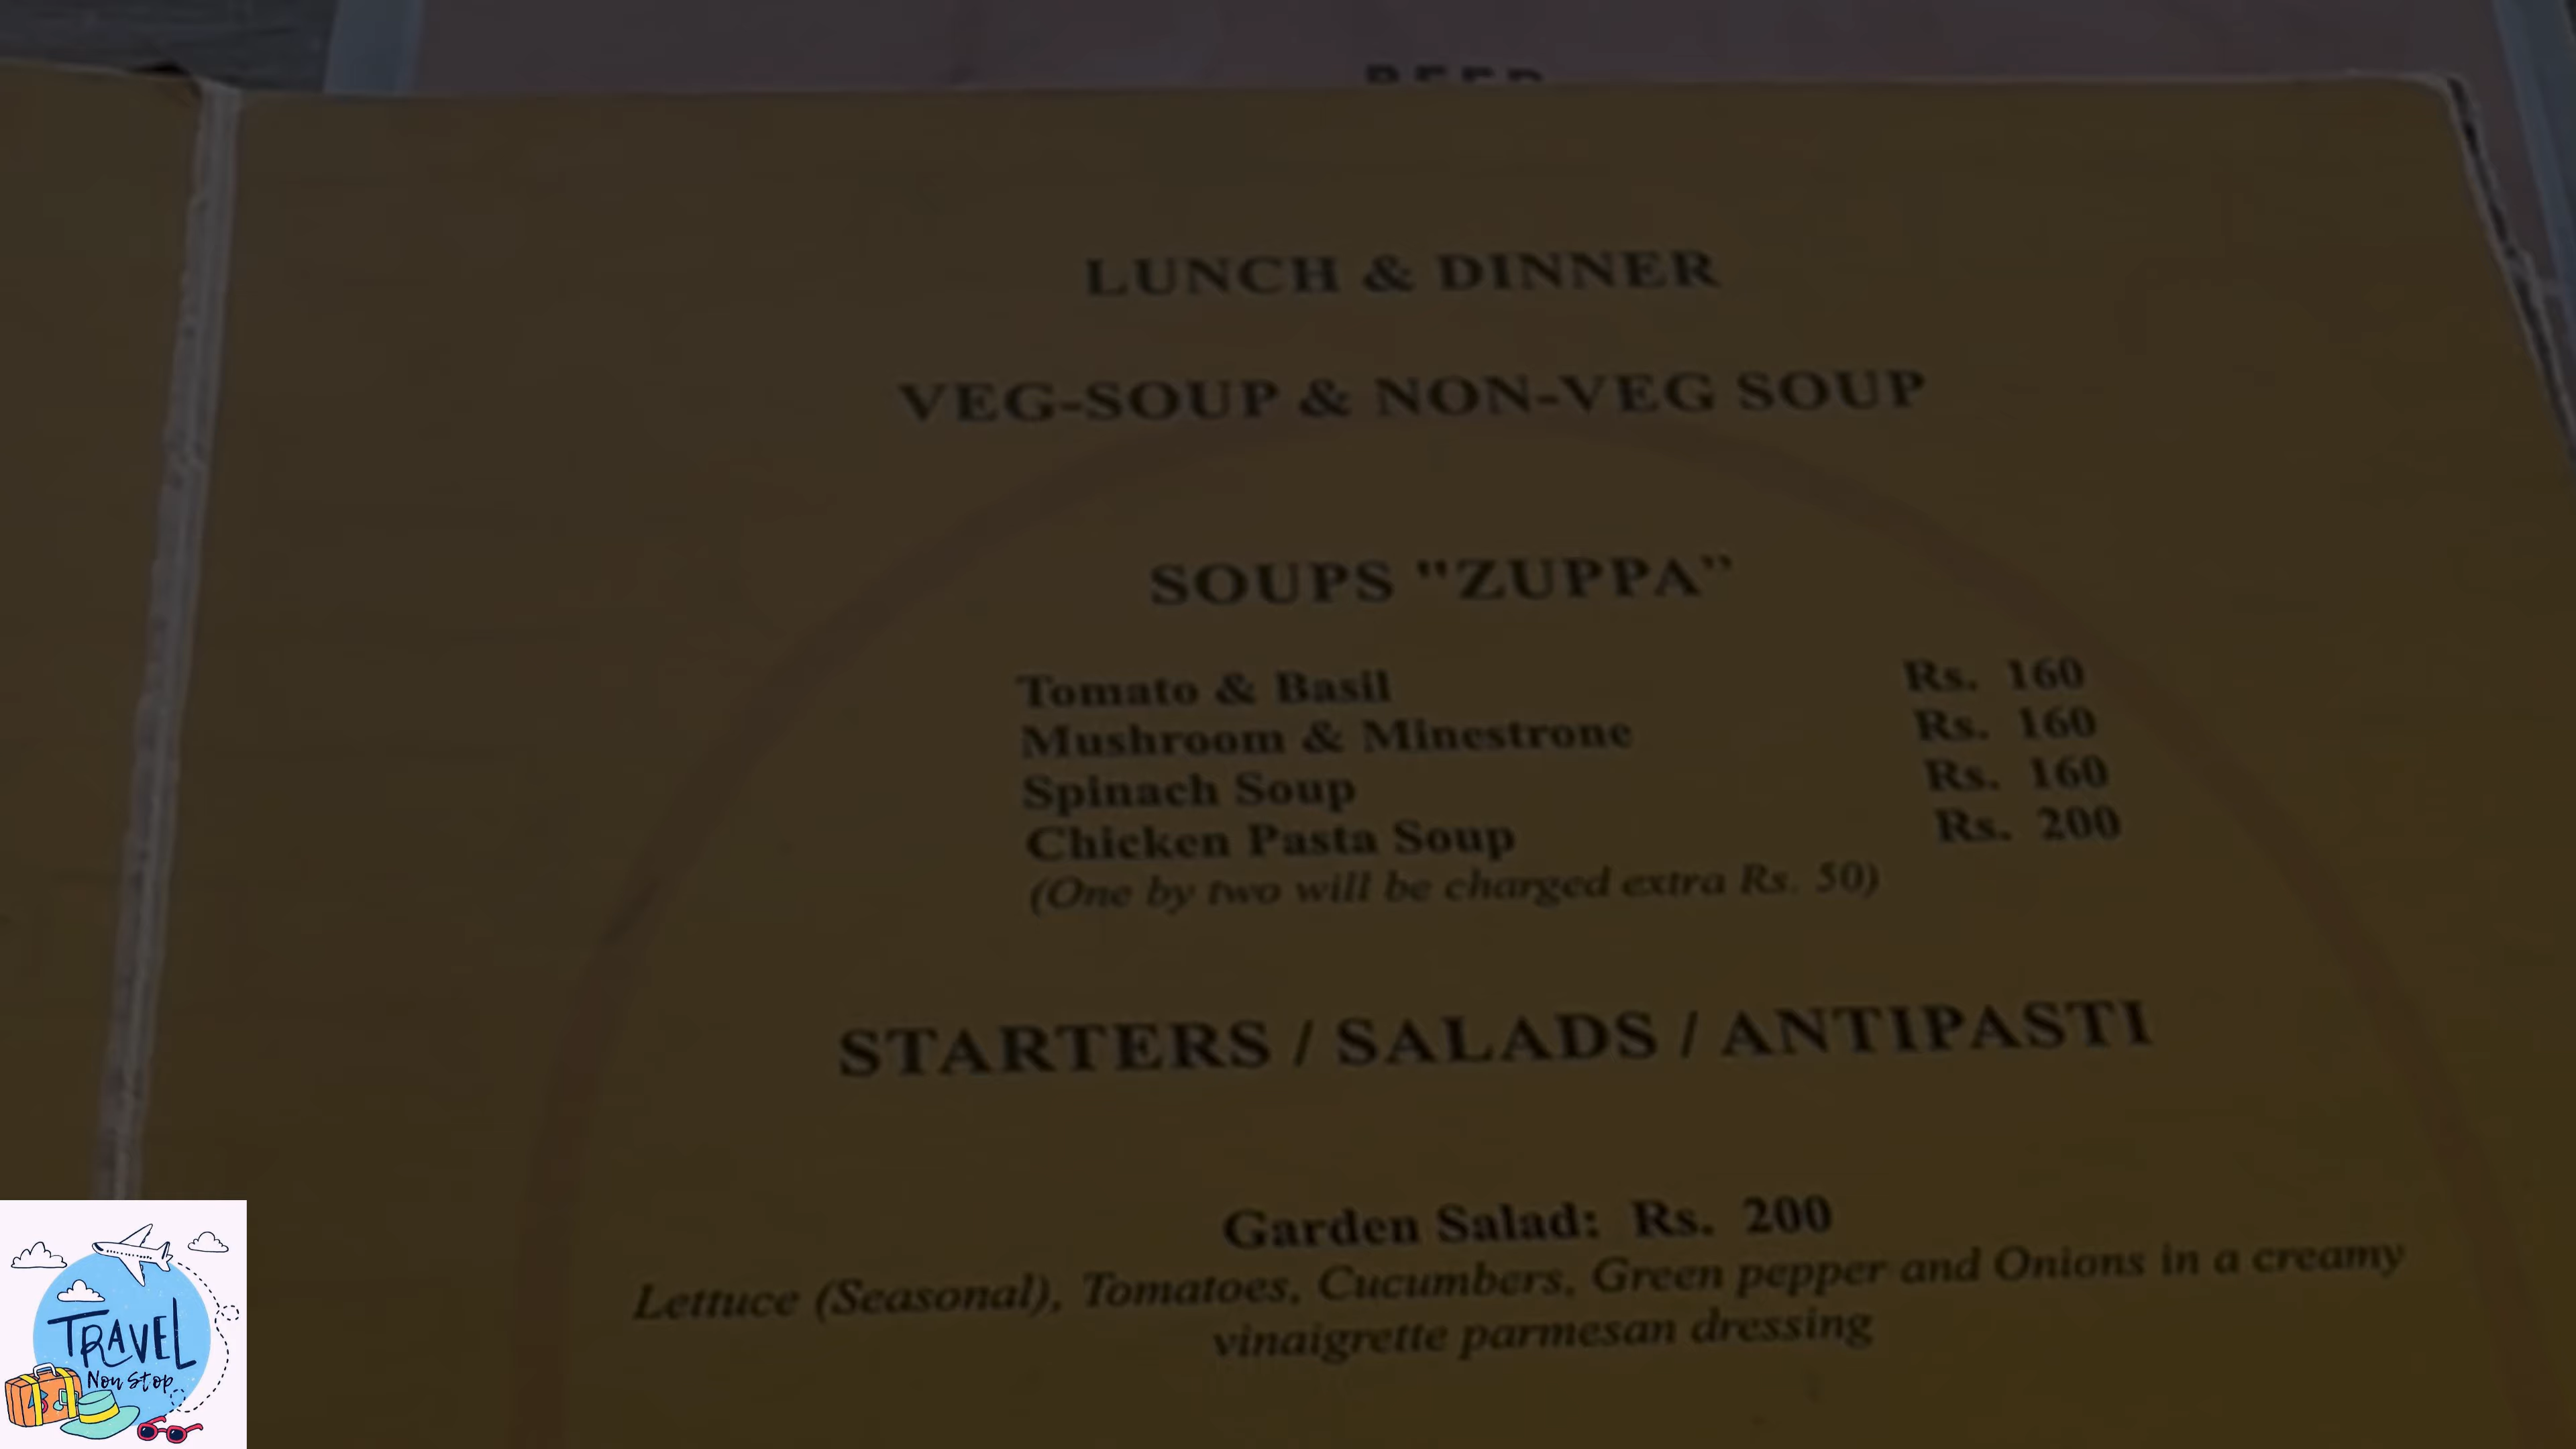 LUNCH & DINNER
VEG-SOUP & NON-VEG SOUP
SOUPS "ZUPPA"
Tomato & Basil Rs. 160
Mushroom & Minestrone Rs. 160
Spinach Soup Rs. 160
Chicken Pasta Soup Rs. 200
(One by two will be charged extra Rs. 50)
STARTERS / SALADS / ANTIPASTI
Garden Salad: Rs. 200
Lettuce (Seasonal), Tomatoes, Cucumbers, Green pepper and Onions in a creamy
vinaigrette parmesan dressing
TRAVEL
Non Stop